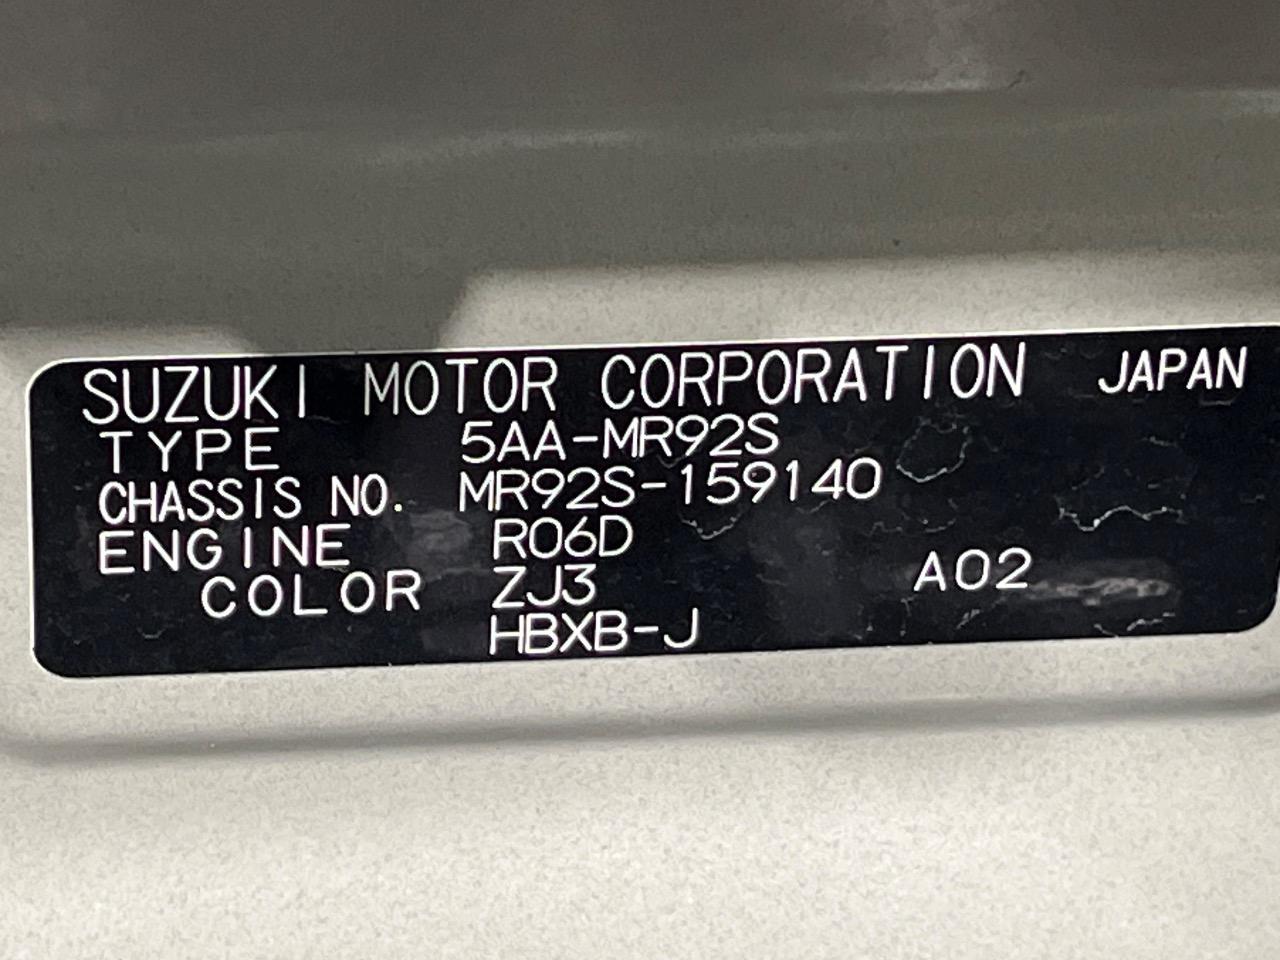 SUZUKI MOTOR CORPORATION JAPAN
TYPE 5AA-MR92S
CHASSIS NO. MR92S-159140
ENGINE R06D
COLOR ZJ3 A02
HBXB-J